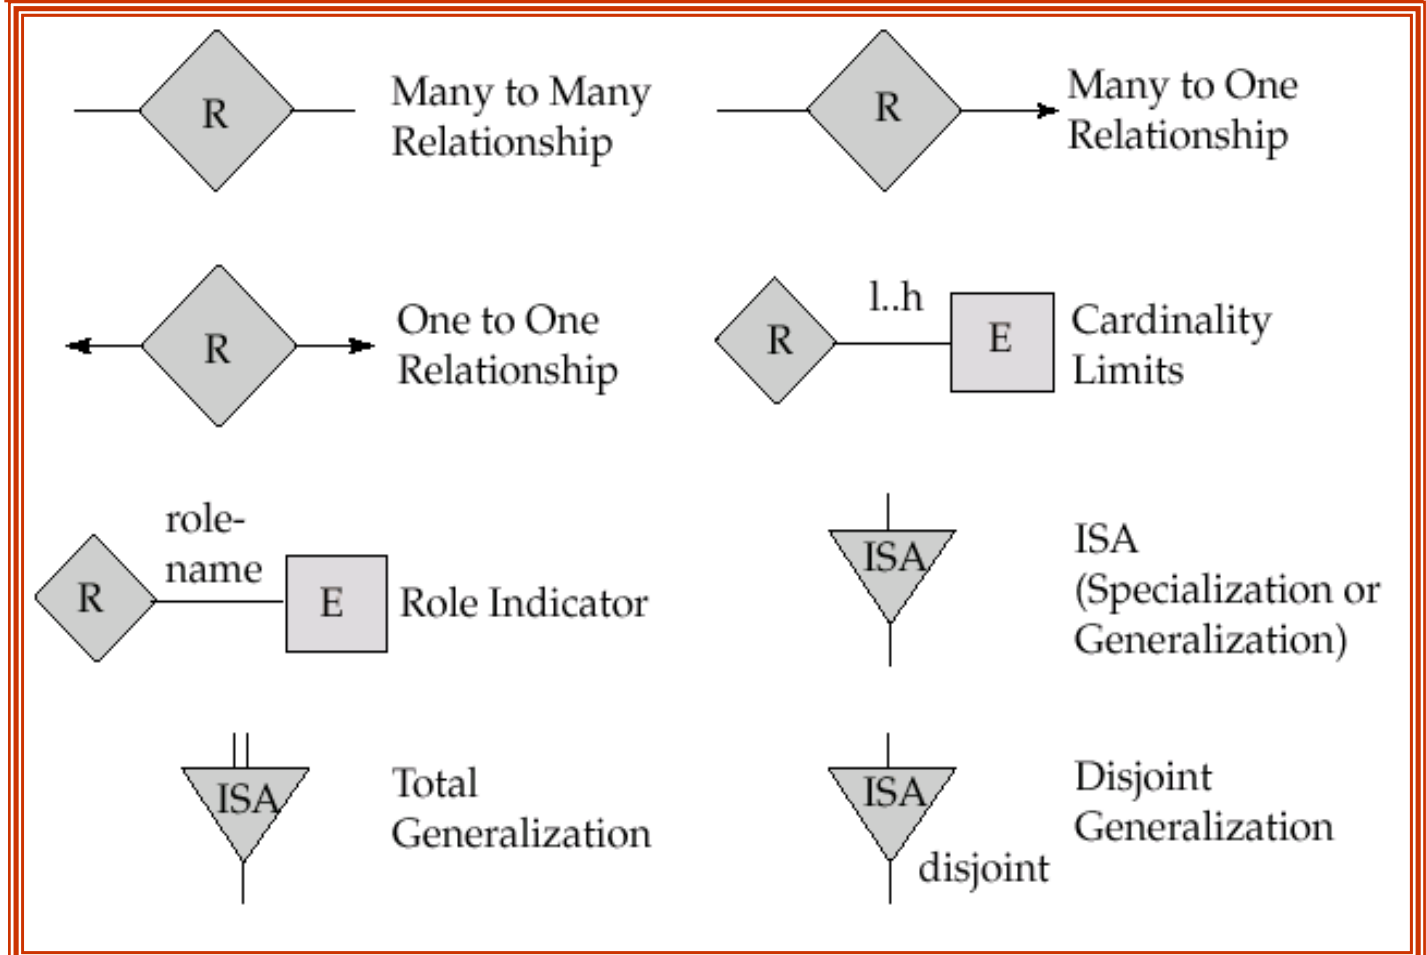 R
Many to Many
Relationship
R
Many to One
Relationship
R
One to One
Relationship
R
l..h
E
Cardinality
Limits
R
role-
name
E
Role Indicator
ISA
ISA
(Specialization or
Generalization)
ISA
Total
Generalization
ISA
disjoint
Disjoint
Generalization